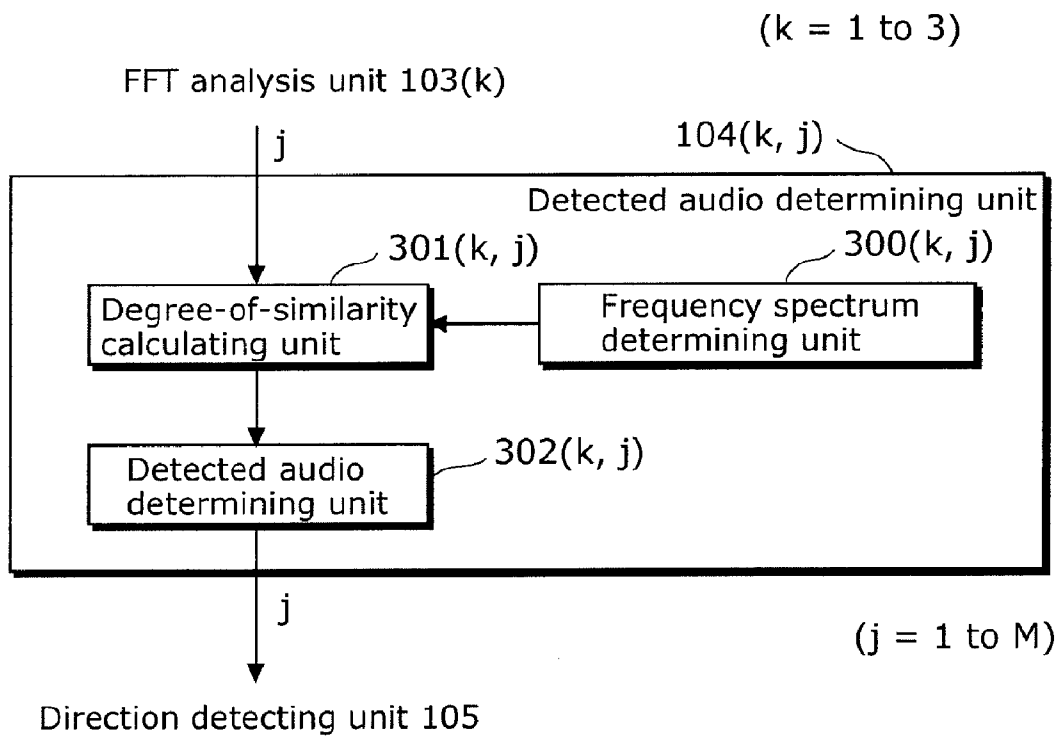 (k = 1 to 3)
FFT analysis unit 103(k)
j
104(k, j)
Detected audio determining unit
301(k, j)
300(k, j)
Degree-of-similarity
calculating unit
Frequency spectrum
determining unit
302(k, j)
Detected audio
determining unit
j
(j = 1 to M)
Direction detecting unit 105